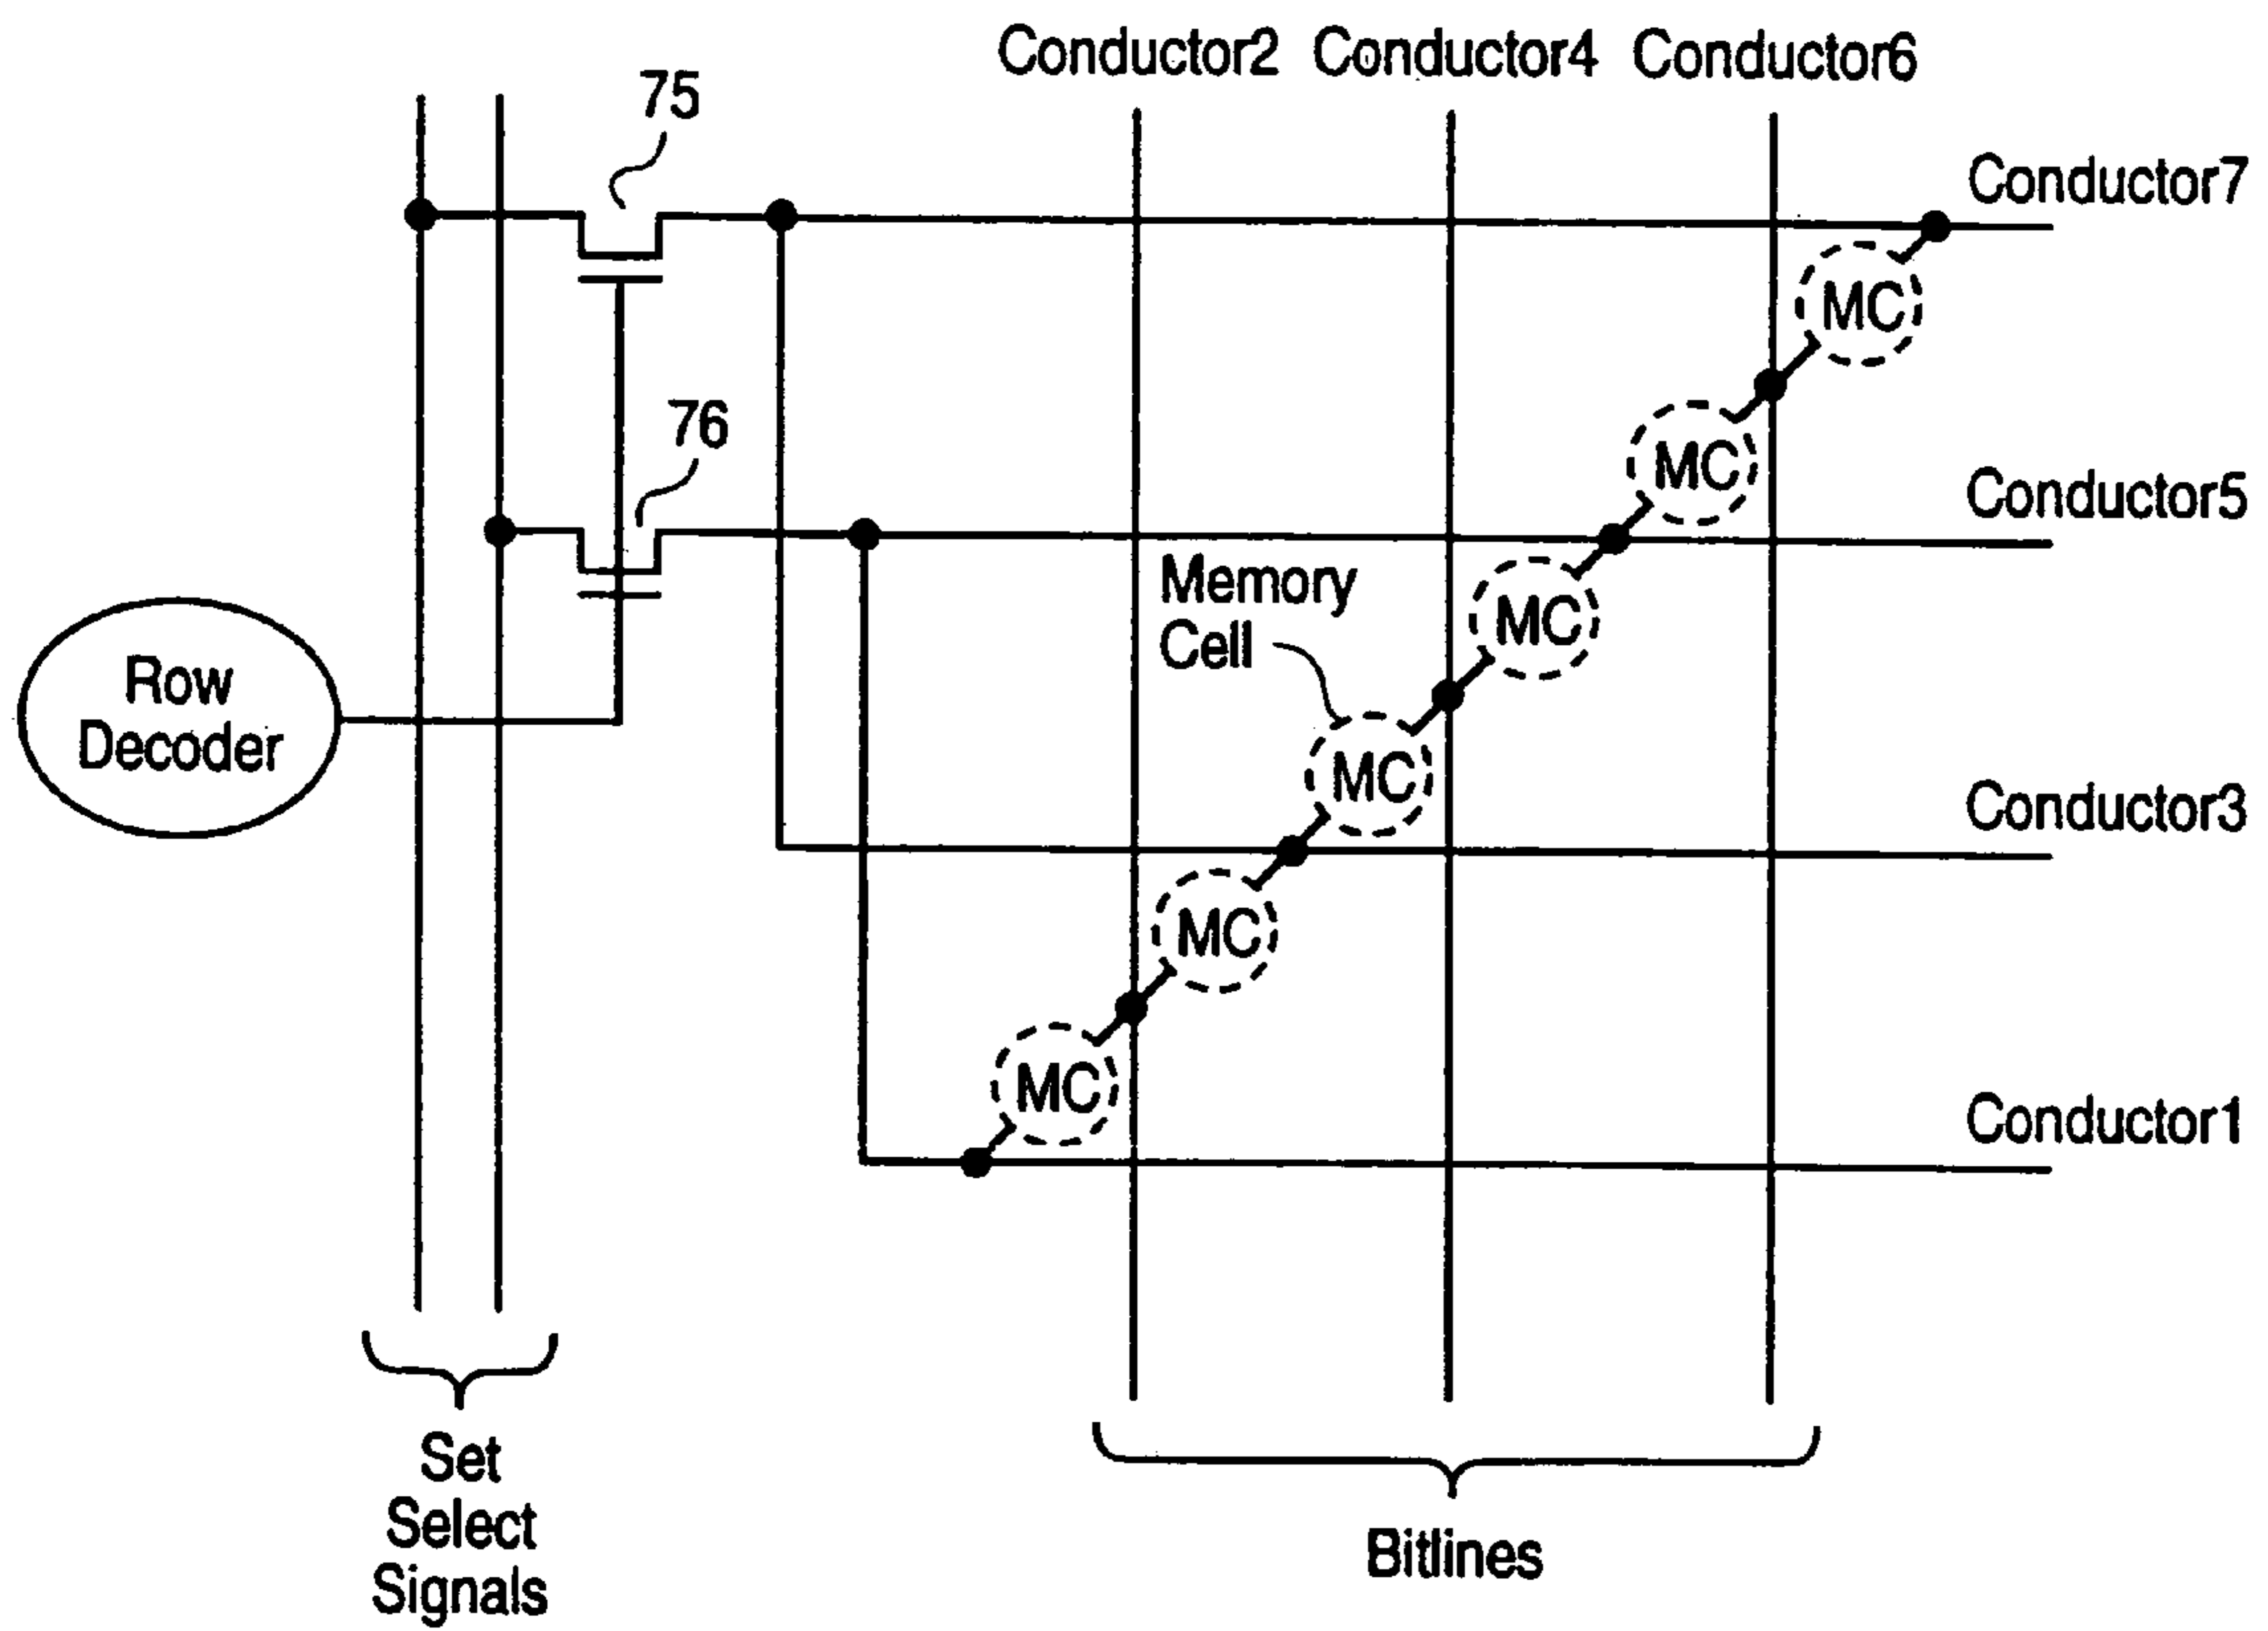 Conductor2 Conductor4 Conductor6
75
Conductor7
MC
76
MC
Conductor5
Memory
Cell
MC
Row
Decoder
MC
Conductor3
MC
MC
Conductor1
Set
Select
Signals
Bitlines